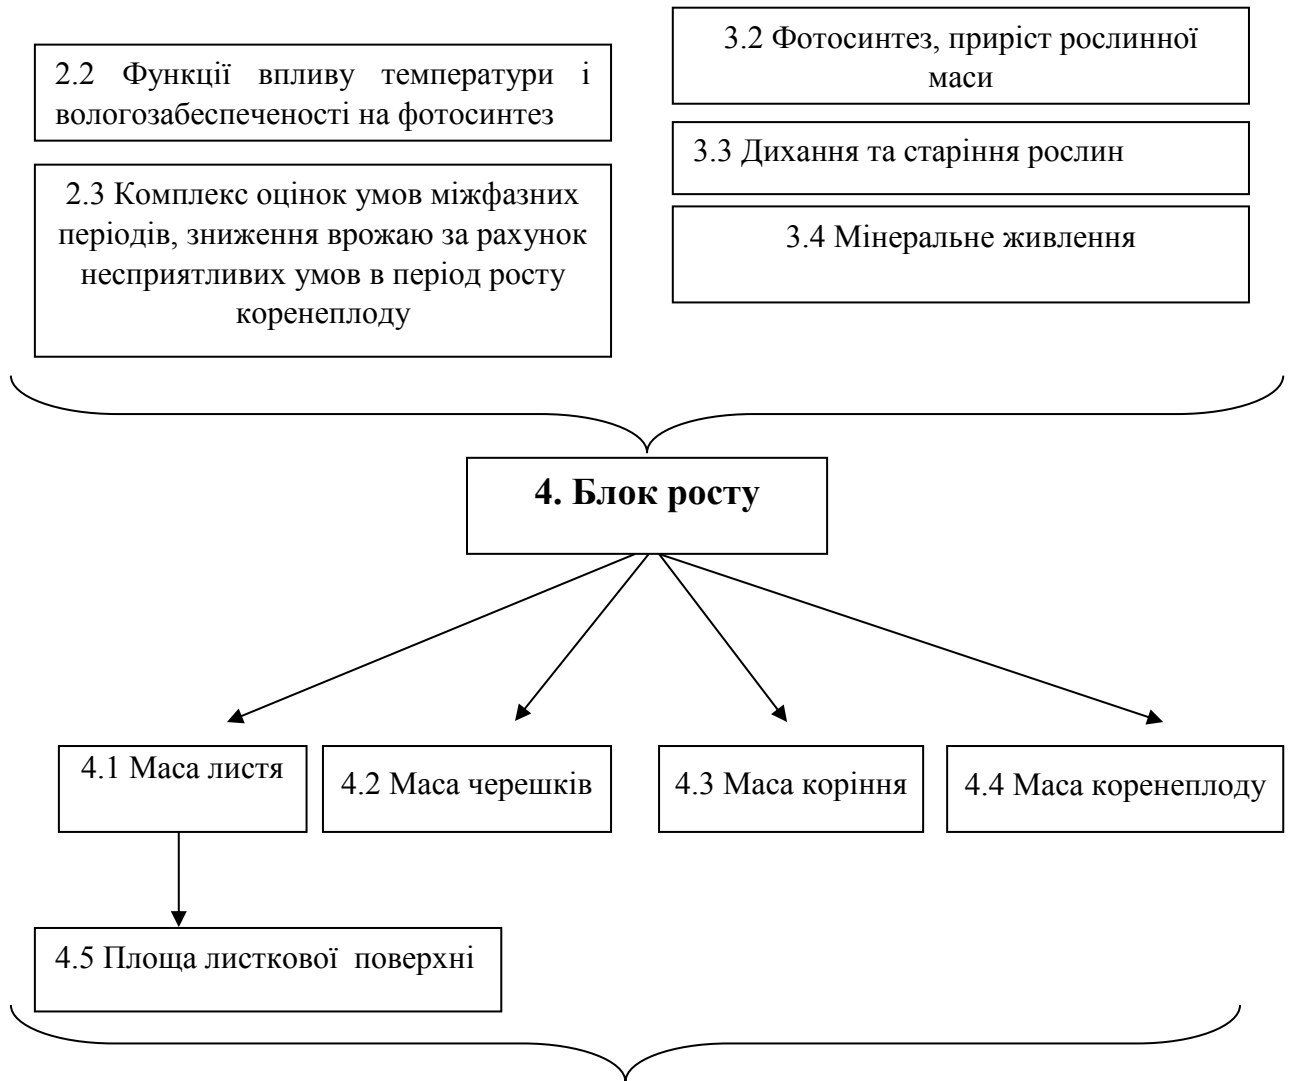 2.2 Функції впливу температури і
вологозабеспеченості на фотосинтез
2.3 Комплекс оцінок умов міжфазних
періодів, зниження врожаю за рахунок
несприятливих умов в період росту
коренеплоду
3.2 Фотосинтез, приріст рослинної
маси
3.3 Дихання та старіння рослин
3.4 Мінеральне живлення
4. Блок росту
4.1 Маса листя
4.2 Маса черешків
4.3 Маса коріння
4.4 Маса коренеплоду
4.5 Площа листкової поверхні